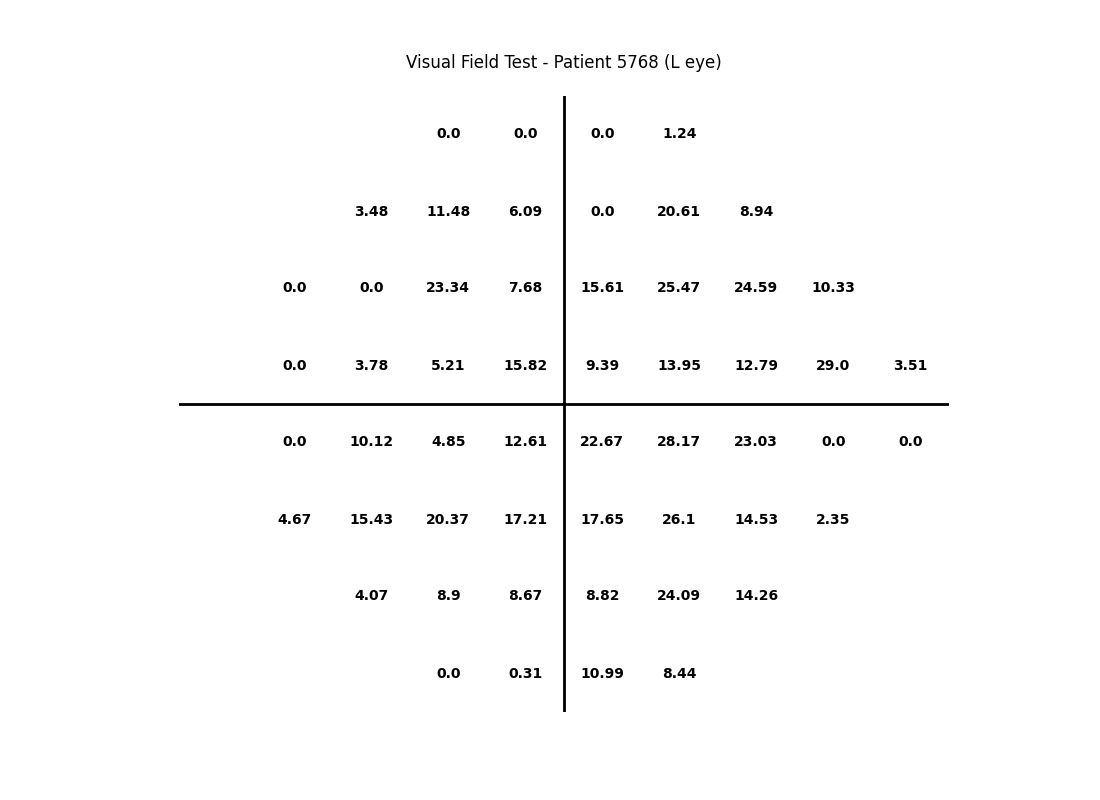 Visual Field Test - Patient 5768 (L eye)
0.0 0.0 0.0 1.24
3.48 11.48 6.09 0.0 20.61 8.94
0.0 0.0 23.34 7.68 15.61 25.47 24.59 10.33
0.0 3.78 5.21 15.82 9.39 13.95 12.79 29.0 3.51
0.0 10.12 4.85 12.61 22.67 28.17 23.03 0.0 0.0
4.67 15.43 20.37 17.21 17.65 26.1 14.53 2.35
4.07 8.9 8.67 8.82 24.09 14.26
0.0 0.31 10.99 8.44